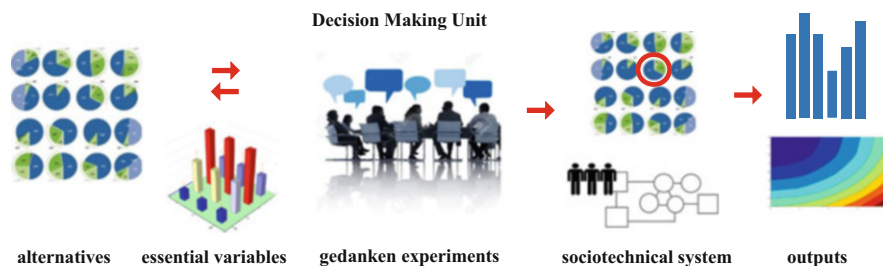 Decision Making Unit
alternatives
essential variables
gedanken experiments
sociotechnical system
outputs